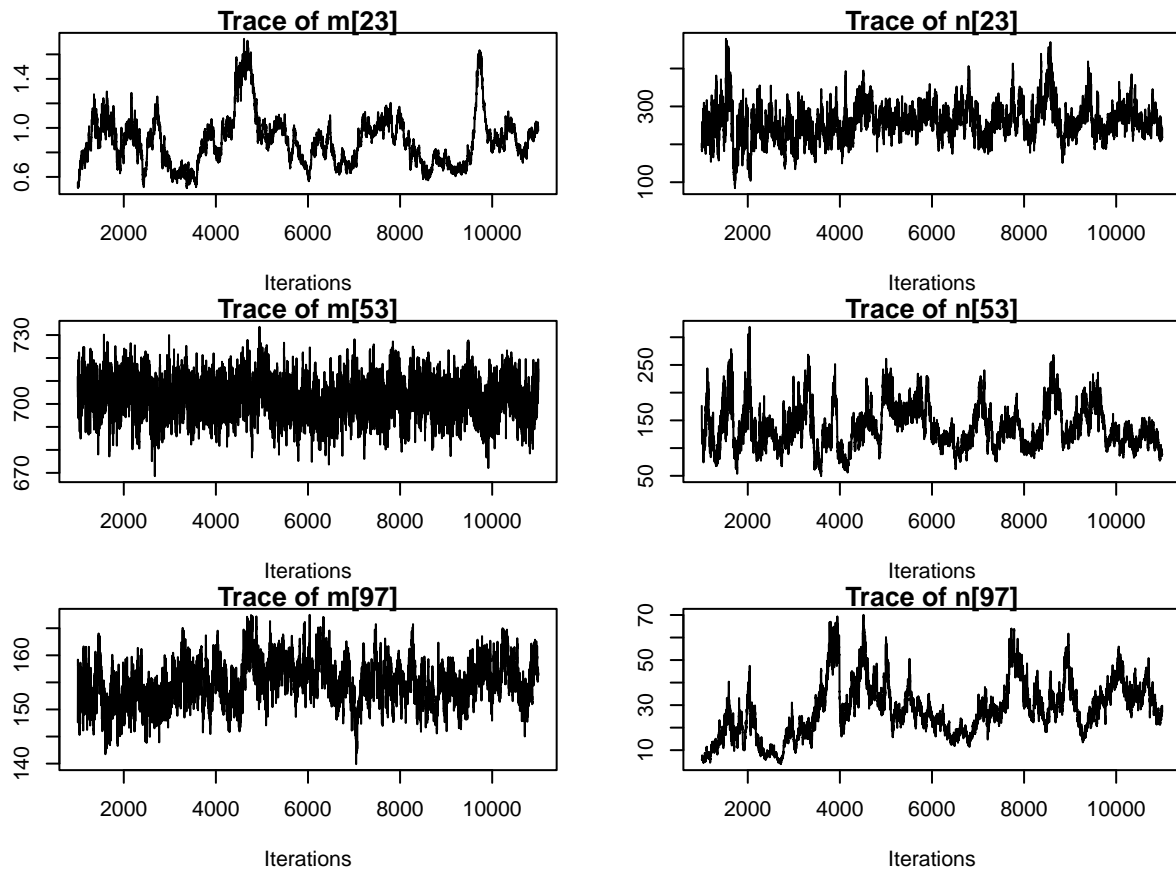 Trace of m[23]
0.6 1.0 1.4
2000 4000 6000 8000 10000
Iterations
Trace of n[23]
100 300
2000 4000 6000 8000 10000
Iterations
Trace of m[53]
670 700 730
2000 4000 6000 8000 10000
Iterations
Trace of n[53]
50 150 250
2000 4000 6000 8000 10000
Iterations
Trace of m[97]
140 150 160
2000 4000 6000 8000 10000
Iterations
Trace of n[97]
10 30 50 70
2000 4000 6000 8000 10000
Iterations